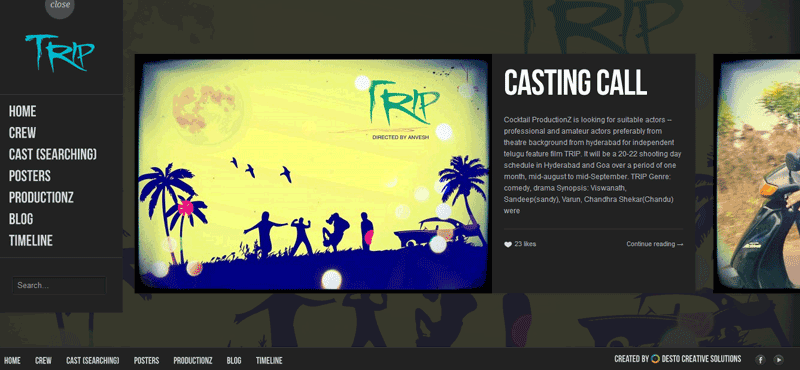 close
TRIP
HOME
CREW
CAST (SEARCHING)
POSTERS
PRODUCTIONZ
BLOG
TIMELINE
Search...
TRIP
DIRECTED BY ANVESH
CASTING CALL
Cocktail ProductionZ is looking for suitable actors –
professional and amateur actors preferably from
theatre background from hyderabad for independent
telugu feature film TRIP. It will be a 20-22 shooting day
schedule in Hyderabad and Goa over a period of one
month, mid-august to mid-September. TRIP Genre:
comedy, drama Synopsis: Viswanath,
Sandeep(sandy), Varun, Chandhra Shekar(Chandu)
were
23 likes
Continue reading →
TRIP
HOME CREW CAST (SEARCHING) POSTERS PRODUCTIONZ BLOG TIMELINE
CREATED BY DESTO CREATIVE SOLUTIONS